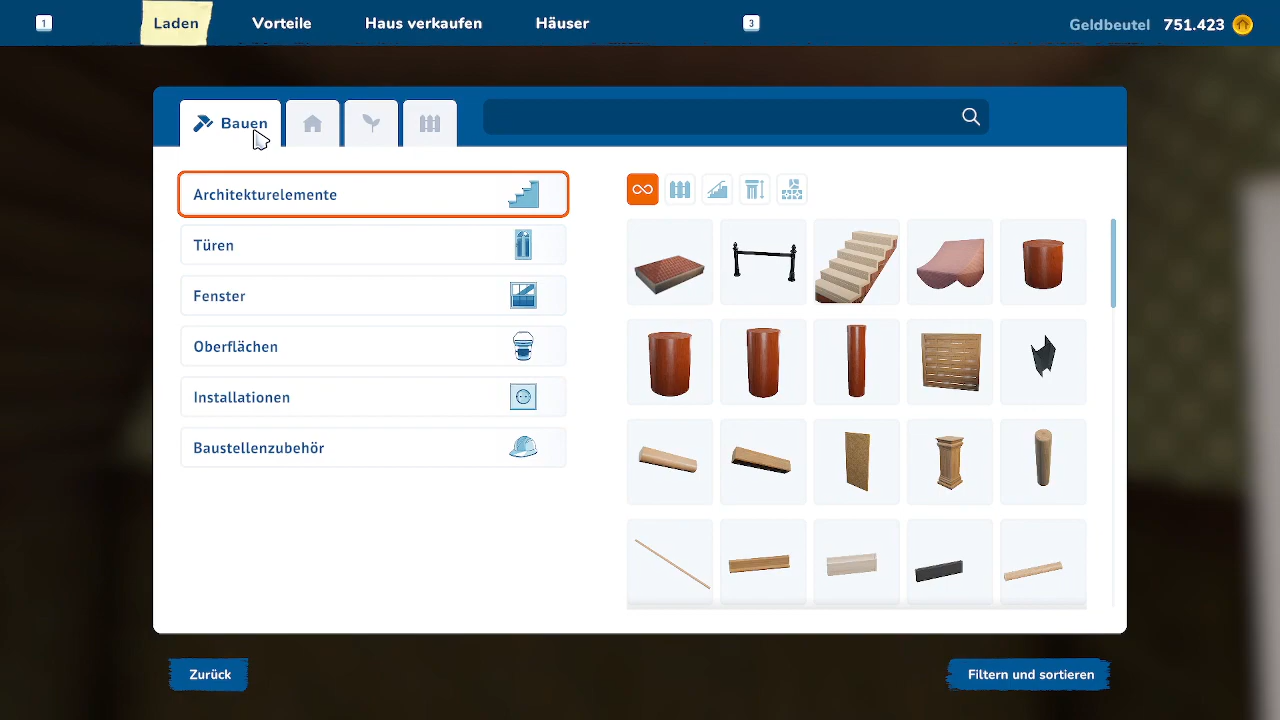 1
Laden
Vorteile
Haus verkaufen
Häuser
3
Geldbeutel 751.423
Bauen
Architekturelemente
Türen
Fenster
Oberflächen
Installationen
Baustellenzubehör
Zurück
Filtern und sortieren